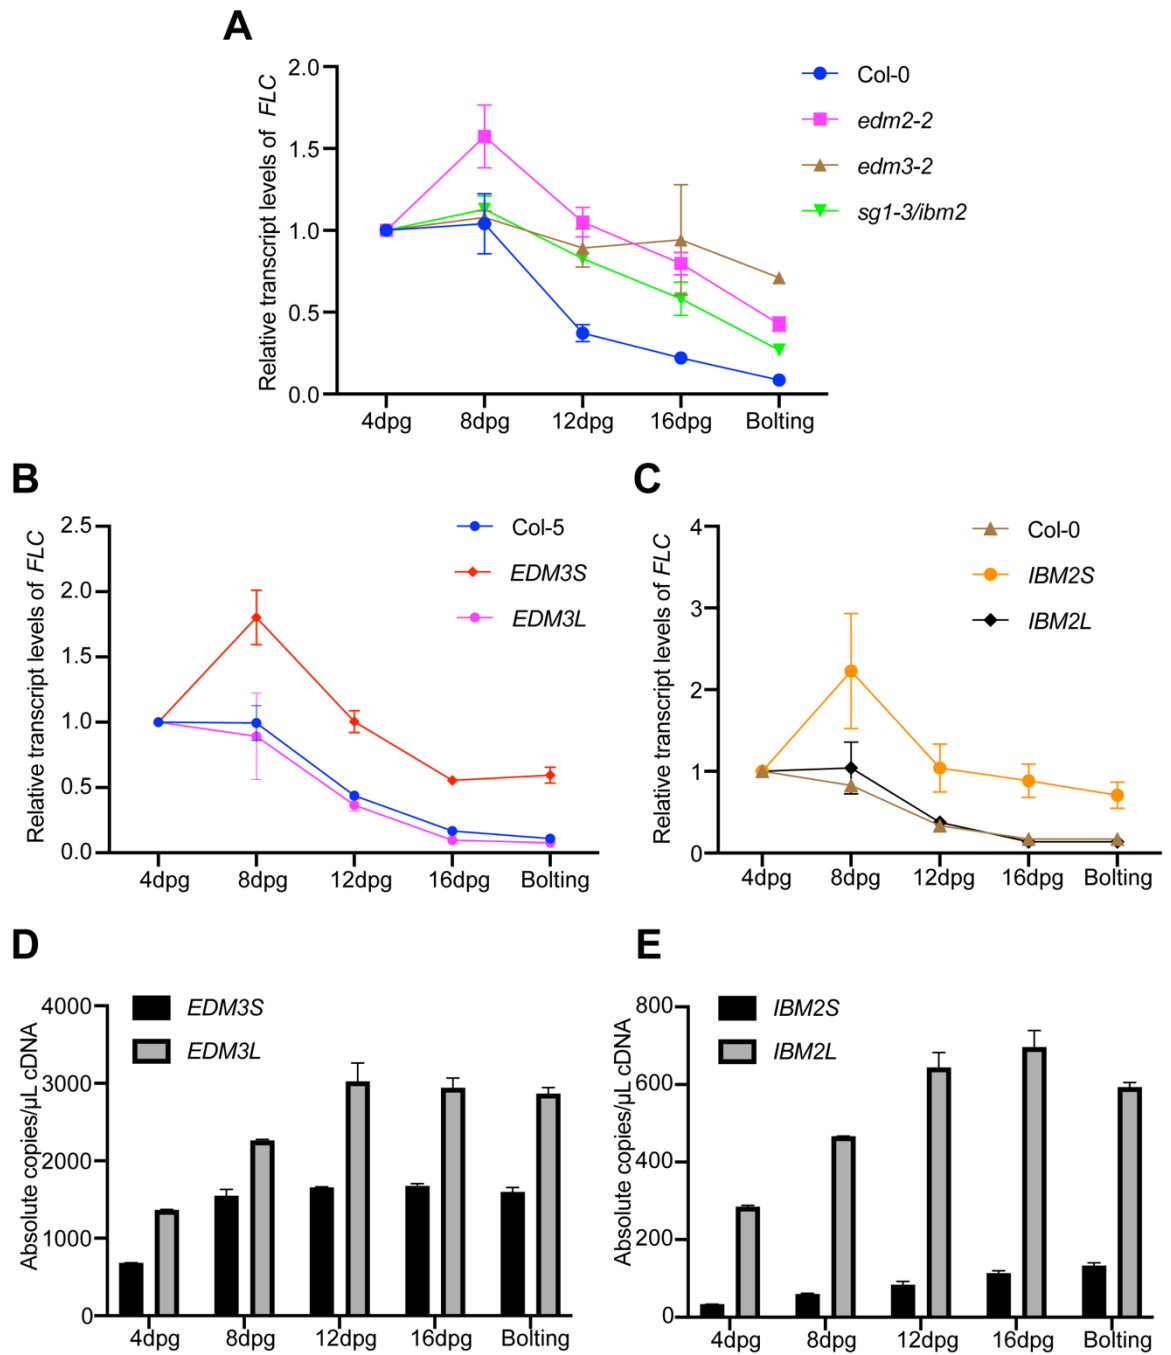 A
Relative transcript levels of FLC
2.0
1.5
1.0
0.5
0.0
4dpg 8dpg 12dpg 16dpg Bolting
Col-0
edm2-2
edm3-2
sg1-3/ibm2
B
Relative transcript levels of FLC
2.5
2.0
1.5
1.0
0.5
0.0
4dpg 8dpg 12dpg 16dpg Bolting
Col-5
EDM3S
EDM3L
C
Relative transcript levels of FLC
4
3
2
1
0
4dpg 8dpg 12dpg 16dpg Bolting
Col-0
IBM2S
IBM2L
D
Absolute copies/μL cDNA
4000
3000
2000
1000
0
4dpg 8dpg 12dpg 16dpg Bolting
EDM3S
EDM3L
E
Absolute copies/μL cDNA
800
600
400
200
0
4dpg 8dpg 12dpg 16dpg Bolting
IBM2S
IBM2L